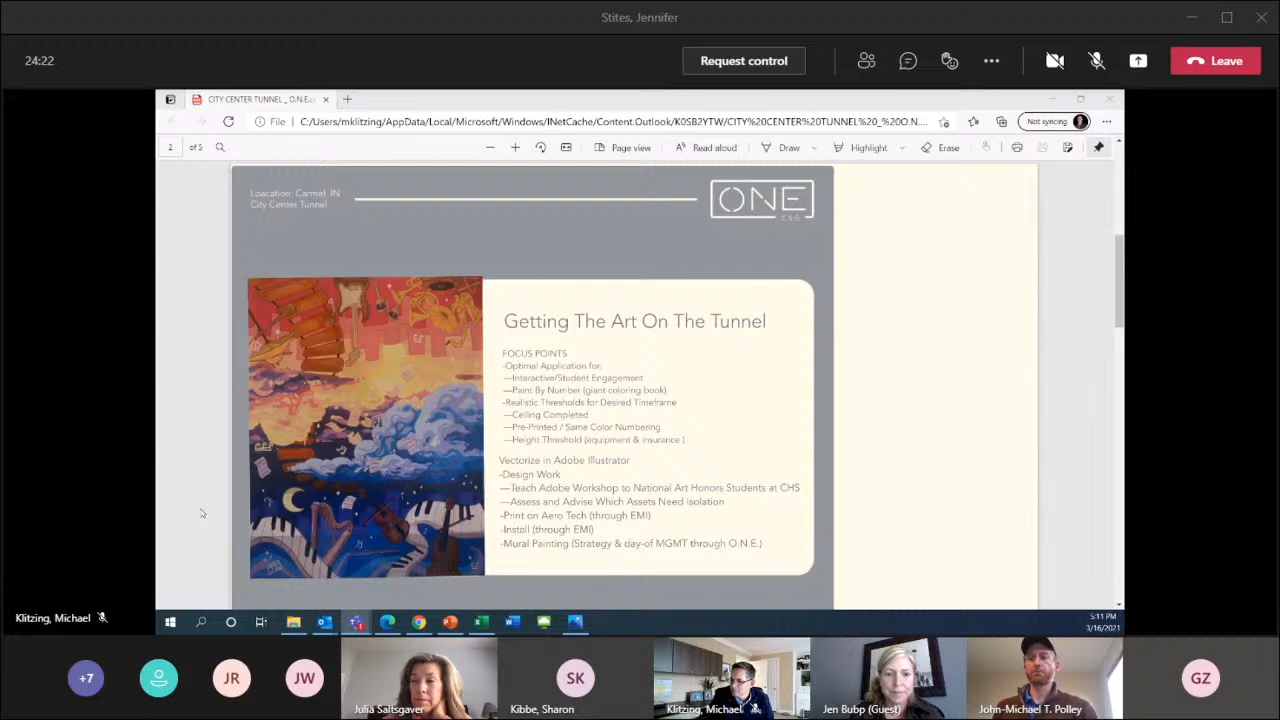 Stites, Jennifer
24:22
Request control
Leave
CITY CENTER TUNNEL _ O.N.E.
File
C:/Users/mklitzing/AppData/Local/Microsoft/Windows/INetCache/Content.Outlook/K0SB2YTW/CITY%20CENTER%20TUNNEL%20_%20O.N....
Not syncing
2 of 5
Page view
Read aloud
Draw
Highlight
Erase
Loacation: Carmel, IN
City Center Tunnel
ONE
CSG
Getting The Art On The Tunnel
FOCUS POINTS
-Optimal Application for:
—Interactive/Student Engagement
—Paint By Number (giant coloring book)
-Realistic Thresholds for Desired Timeframe
—Ceiling Completed
—Pre-Printed / Same Color Numbering
—Height Threshold (equipment & insurance )
Vectorize in Adobe Illustrator
-Design Work
—Teach Adobe Workshop to National Art Honors Students at CHS
—Assess and Advise Which Assets Need Isolation
-Print on Aero Tech (through EMI)
-Install (through EMI)
-Mural Painting (Strategy & day-of MGMT through O.N.E.)
Klitzing, Michael
5:11 PM
3/16/2021
+7
JR
JW
Julia Saltsgaver
SK
Kibbe, Sharon
Klitzing, Michael
Jen Bubp (Guest)
John-Michael T. Polley
GZ